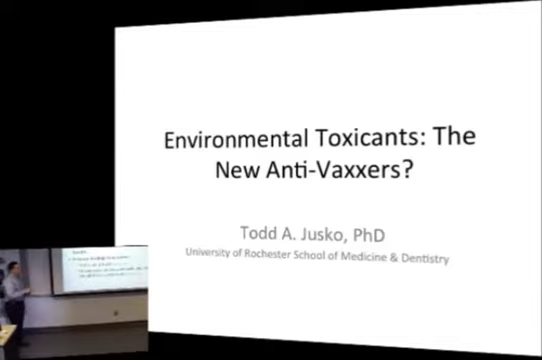 Environmental Toxicants: The
New Anti-Vaxxers?
Todd A. Jusko, PhD
University of Rochester School of Medicine & Dentistry